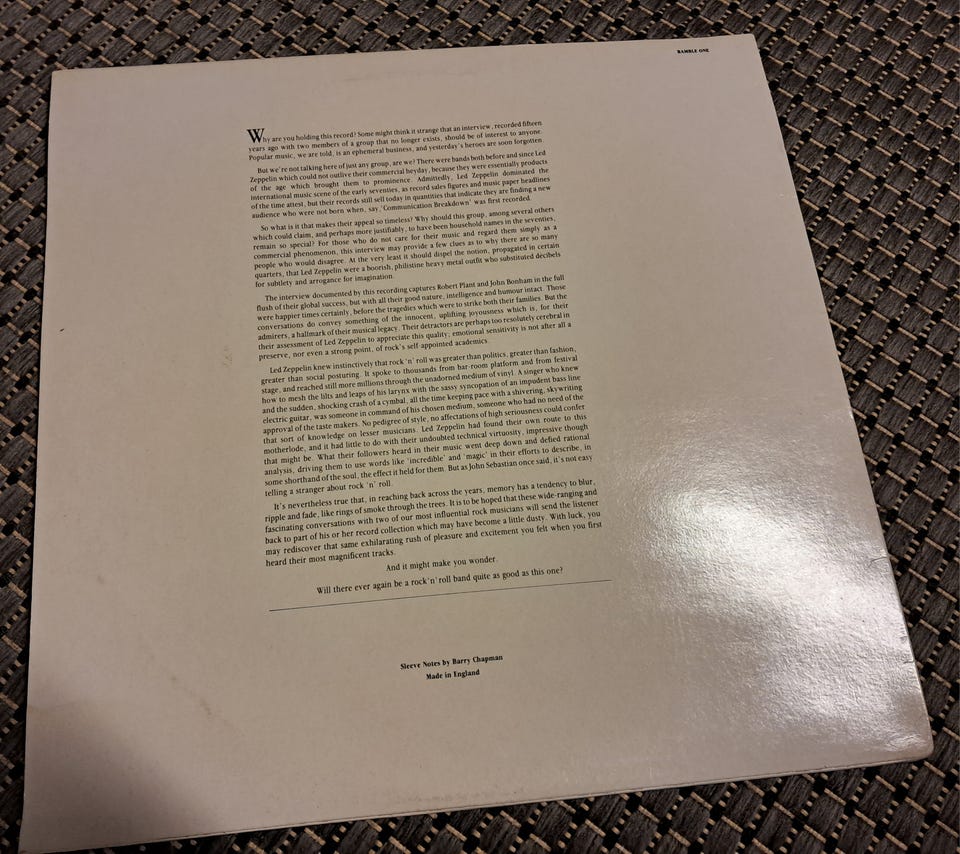 RAMBLE ONE
Why are you holding this record? Some might think it strange that an interview, recorded fifteen
years ago with two members of a group that no longer exists, should be of interest to anyone.
Popular music, we are told, is an ephemeral business, and yesterday's heroes are soon forgotten.
But we're not talking here of just any group, are we? There were bands both before and since Led
Zeppelin which could not outlive their commercial heyday, because they were essentially products
of the age which brought them to prominence. Admittedly, Led Zeppelin dominated the
international music scene of the early seventies, as record sales figures and music paper headlines
of the time attest, but their records still sell today in quantities that indicate they are finding a new
audience who were not born when, say, 'Communication Breakdown' was first recorded.
So what is it that makes their appeal so timeless? Why should this group, among several others
which could claim, and perhaps more justifiably, to have been household names in the seventies,
remain so special? For those who do not care for their music and regard them simply as a
commercial phenomenon, this interview may provide a few clues as to why there are so many
people who would disagree. At the very least it should dispel the notion, propagated in certain
quarters, that Led Zeppelin were a boorish, philistine heavy metal outfit who substituted decibels
for subtlety and arrogance for imagination.
The interview documented by this recording captures Robert Plant and John Bonham in the full
flush of their global success, but with all their good nature, intelligence and humour intact. Those
were happier times certainly, before the tragedies which were to strike both their families. But the
conversations do convey something of the innocent, uplifting joyousness which is, for their
admirers, a hallmark of their musical legacy. Their detractors are perhaps too resolutely cerebral in
their assessment of Led Zeppelin to appreciate this quality; emotional sensitivity is not after all a
preserve, nor even a strong point, of rock's self-appointed academics.
Led Zeppelin knew instinctively that rock 'n' roll was greater than politics, greater than fashion,
greater than social posturing. It spoke to thousands from bar-room platform and from festival
stage, and reached still more millions through the unadorned medium of vinyl. A singer who knew
how to mesh the lilts and leaps of his larynx with the sassy syncopation of an impudent bass line
and the sudden, shocking crash of a cymbal, all the time keeping pace with a shivering, skywriting
electric guitar, was someone in command of his chosen medium, someone who had no need of the
approval of the taste makers. No pedigree of style, no affectations of high seriousness could confer
that sort of knowledge on lesser musicians. Led Zeppelin had found their own route to this
motherlode, and it had little to do with their undoubted technical virtuosity, impressive though
that might be. What their followers heard in their music went deep down and defied rational
analysis, driving them to use words like 'incredible' and 'magic' in their efforts to describe, in
some shorthand of the soul, the effect it held for them. But as John Sebastian once said, it's not easy
telling a stranger about rock 'n' roll.
It's nevertheless true that, in reaching back across the years, memory has a tendency to blur,
ripple and fade, like rings of smoke through the trees. It is to be hoped that these wide-ranging and
fascinating conversations with two of our most influential rock musicians will send the listener
back to part of his or her record collection which may have become a little dusty. With luck, you
may rediscover that same exhilarating rush of pleasure and excitement you felt when you first
heard their most magnificent tracks.
And it might make you wonder.
Will there ever again be a rock'n'roll band quite as good as this one?
Sleeve Notes by Barry Chapman
Made in England